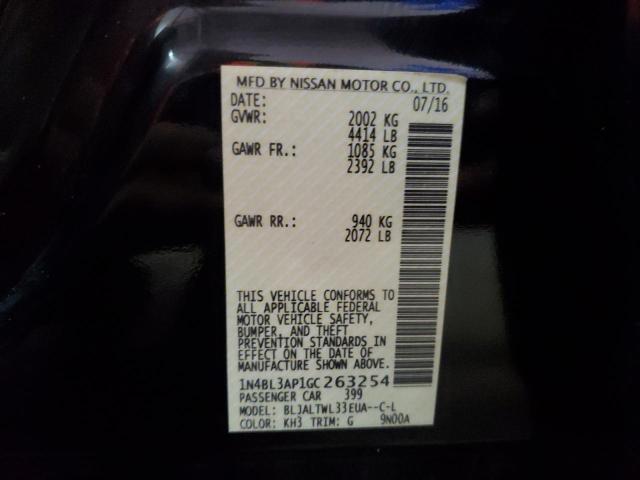 MFD BY NISSAN MOTOR CO., LTD.
DATE: 07/16
GVWR: 2002 KG
4414 LB
GAWR FR.: 1085 KG
2392 LB
GAWR RR.: 940 KG
2072 LB
THIS VEHICLE CONFORMS TO
ALL APPLICABLE FEDERAL
MOTOR VEHICLE SAFETY,
BUMPER, AND THEFT
PREVENTION STANDARDS IN
EFFECT ON THE DATE OF
MANUFACTURE SHOWN ABOVE.
1N4BL3AP1GC263254
PASSENGER CAR 399
MODEL: BLJALTWL33EUA--C-L
COLOR: KH3 TRIM: G 9N00A